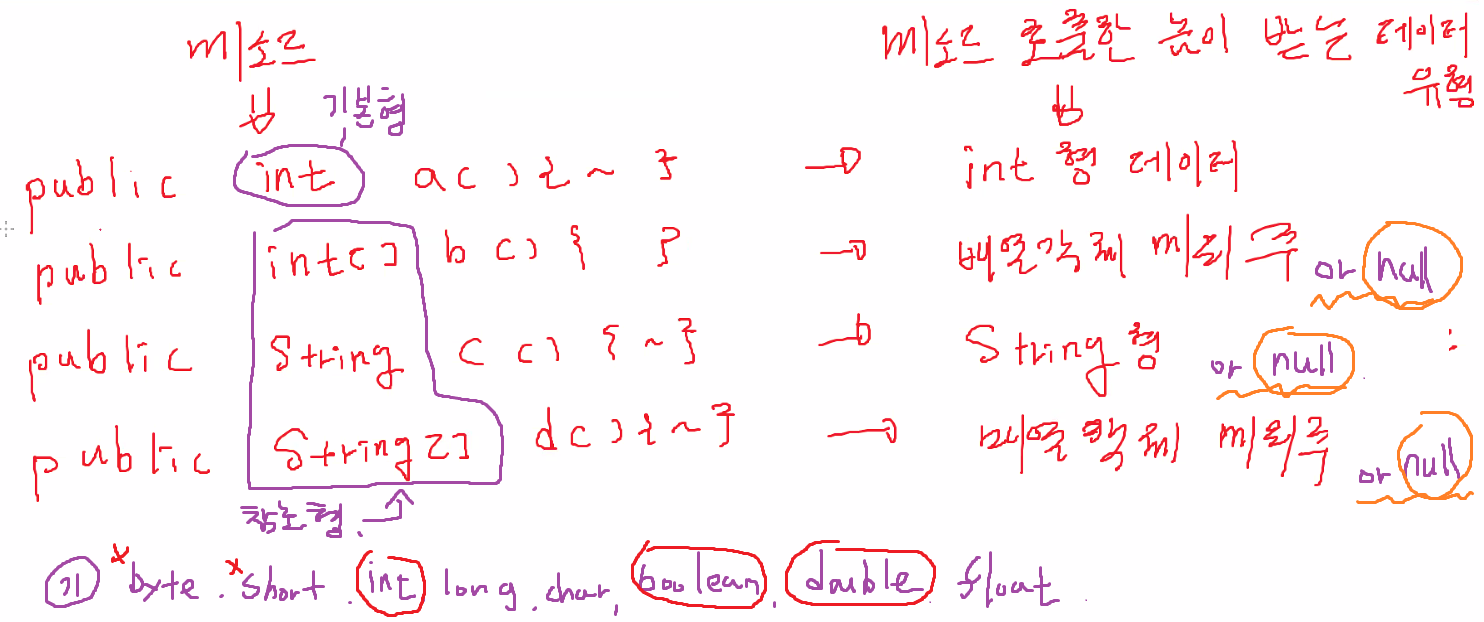 메소드 메소드 호출한 놈이 받는 데이터
유형
기본형
public int a(){~ } → int형 데이터
public int[] b(){ } → 배열객체 메모리 주 or null
public String c(){~} → String형 or null
public String[] d(){~} → 배열객체 메모리주 or null
참조형.
기 byte. short. int long. char, boolean. double. float.